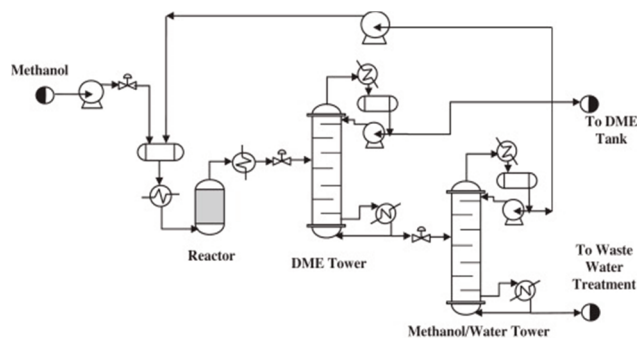 Methanol
To DME
Tank
Reactor
DME Tower
To Waste
Water
Treatment
Methanol/Water Tower